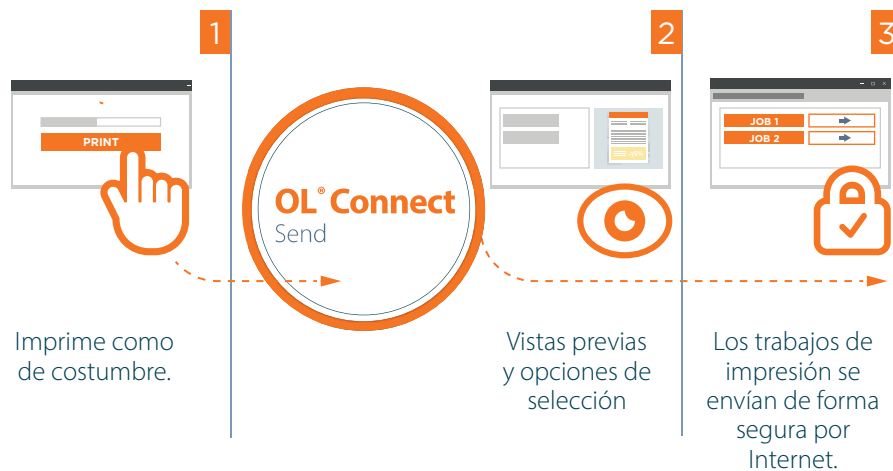 1
PRINT
Imprime como
de costumbre.
OL® Connect
Send
2
Vistas previas
y opciones de
selección
3
JOB 1
JOB 2
Los trabajos de
impresión se
envían de forma
segura por
Internet.